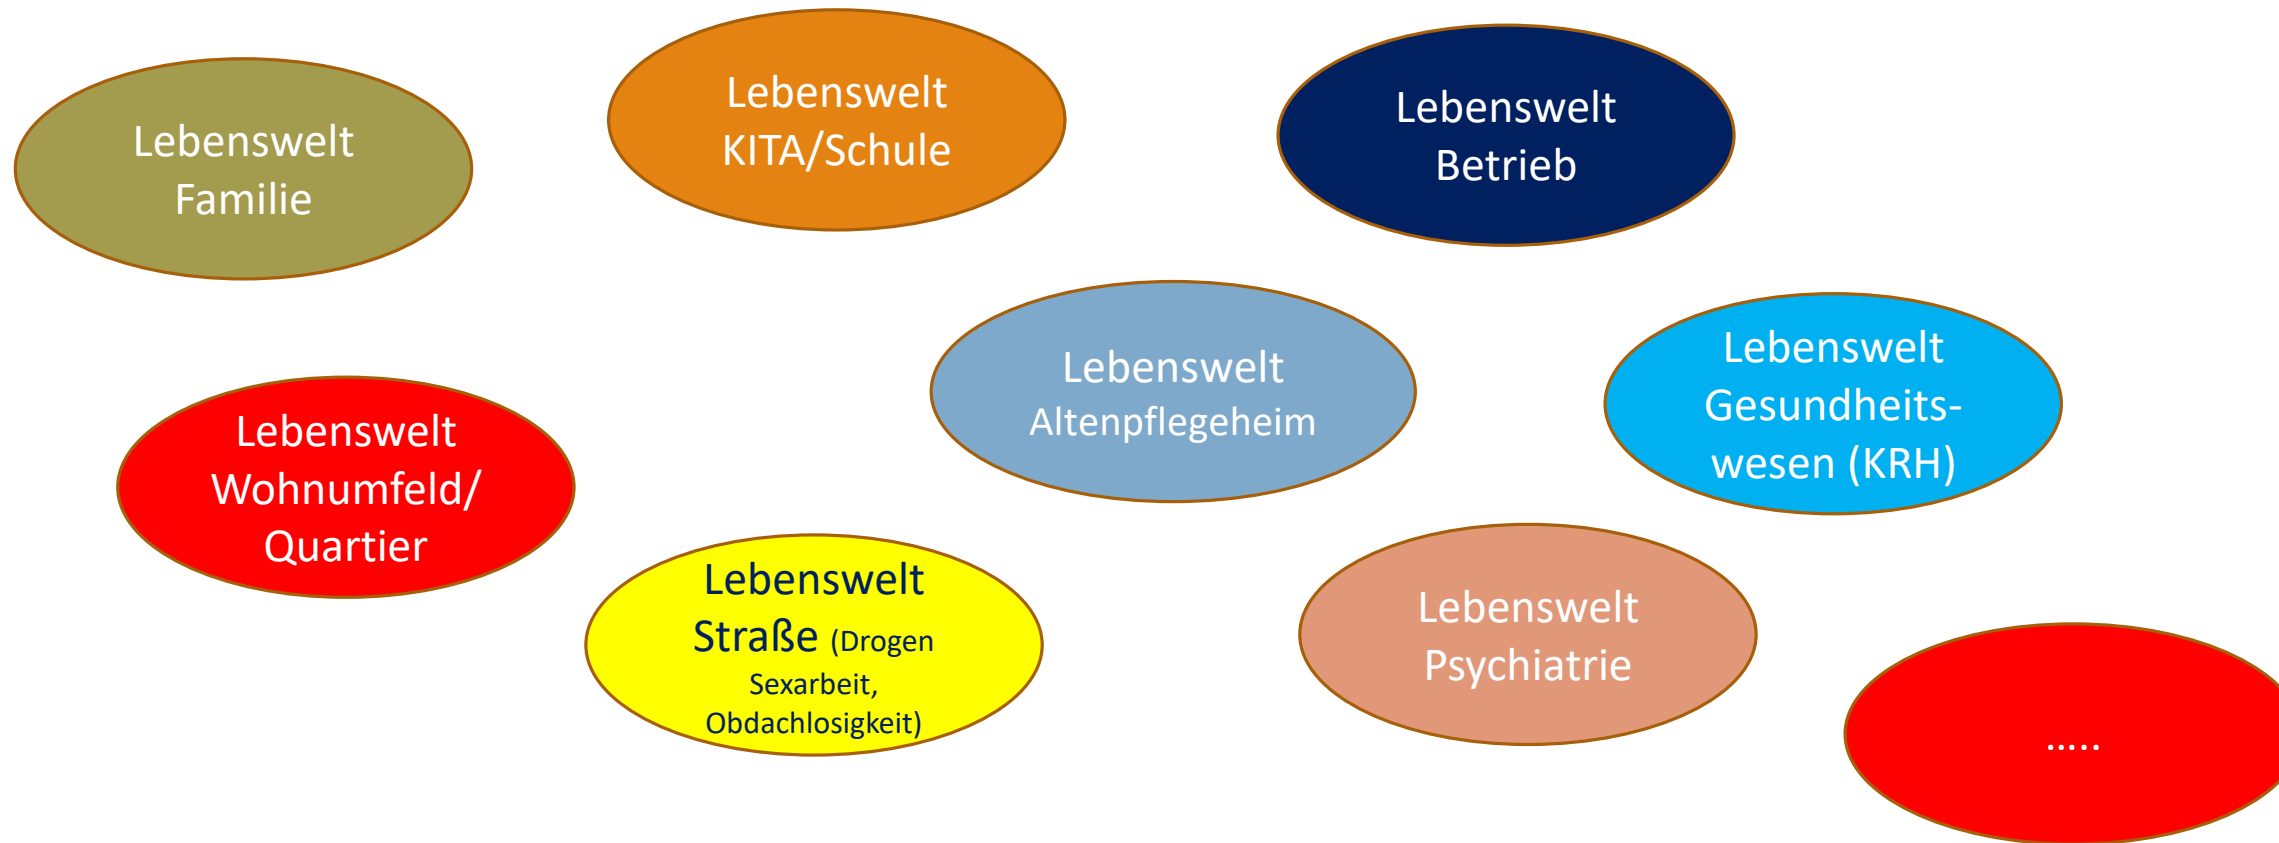 Lebenswelt
Familie
Lebenswelt
KITA/Schule
Lebenswelt
Betrieb
Lebenswelt
Altenpflegeheim
Lebenswelt
Gesundheits-
wesen (KRH)
Lebenswelt
Wohnumfeld/
Quartier
Lebenswelt
Straße (Drogen
Sexarbeit,
Obdachlosigkeit)
Lebenswelt
Psychiatrie
…..